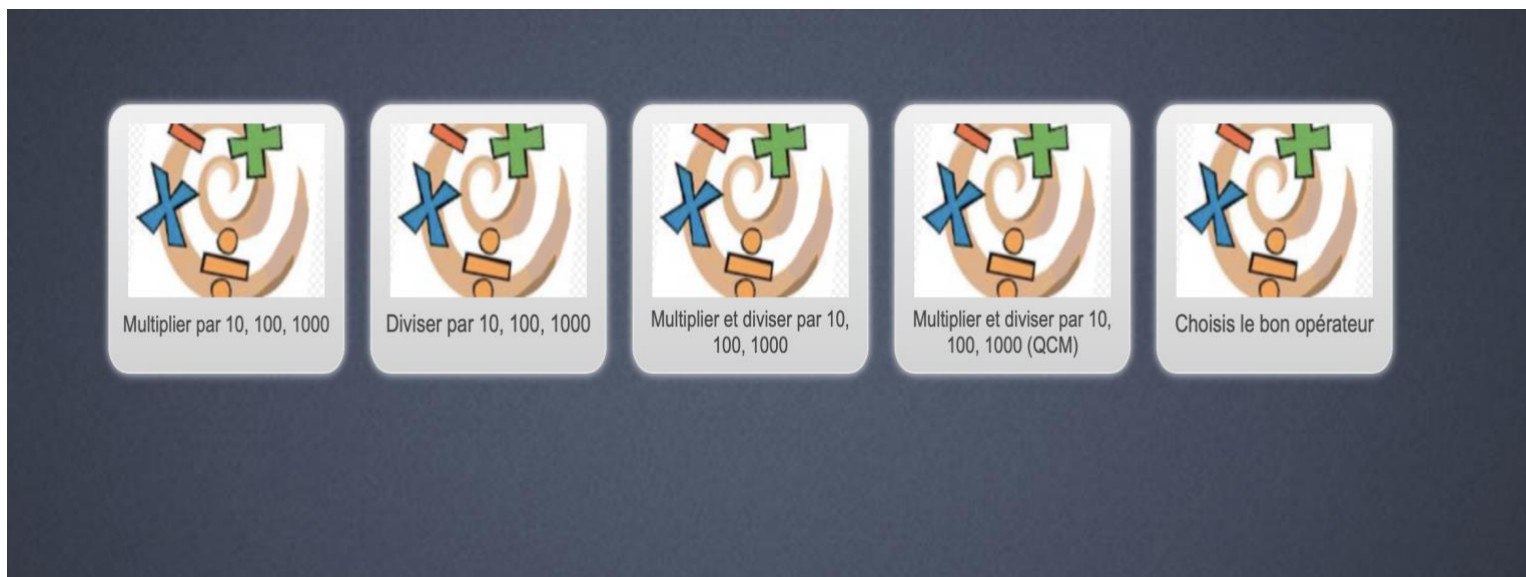 Multiplier par 10, 100, 1000
Diviser par 10, 100, 1000
Multiplier et diviser par 10,
100, 1000
Multiplier et diviser par 10,
100, 1000 (QCM)
Choisis le bon opérateur